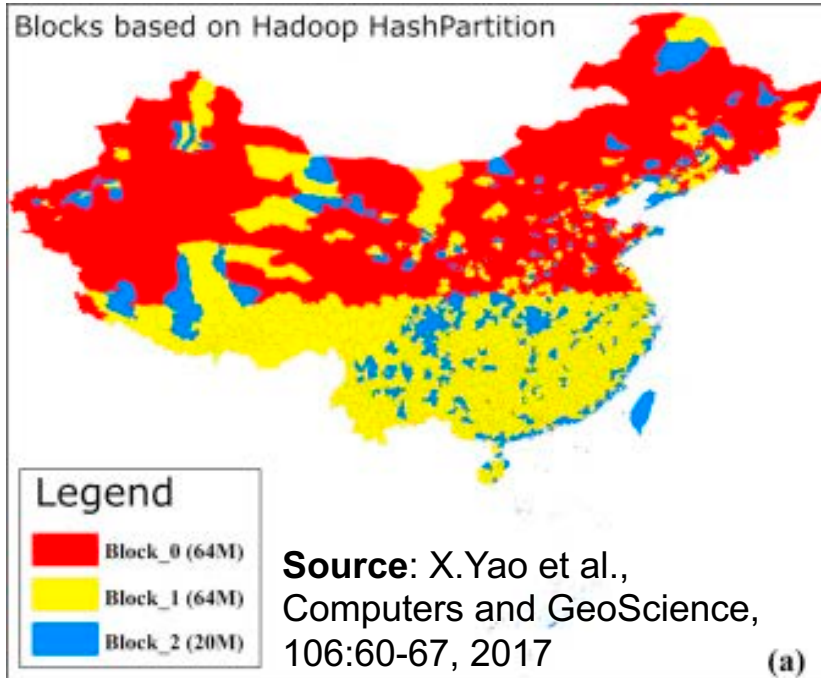 Blocks based on Hadoop HashPartition
Legend
Block_0 (64M)
Block_1 (64M)
Block_2 (20M)
Source: X.Yao et al.,
Computers and GeoScience,
106:60-67, 2017
(a)